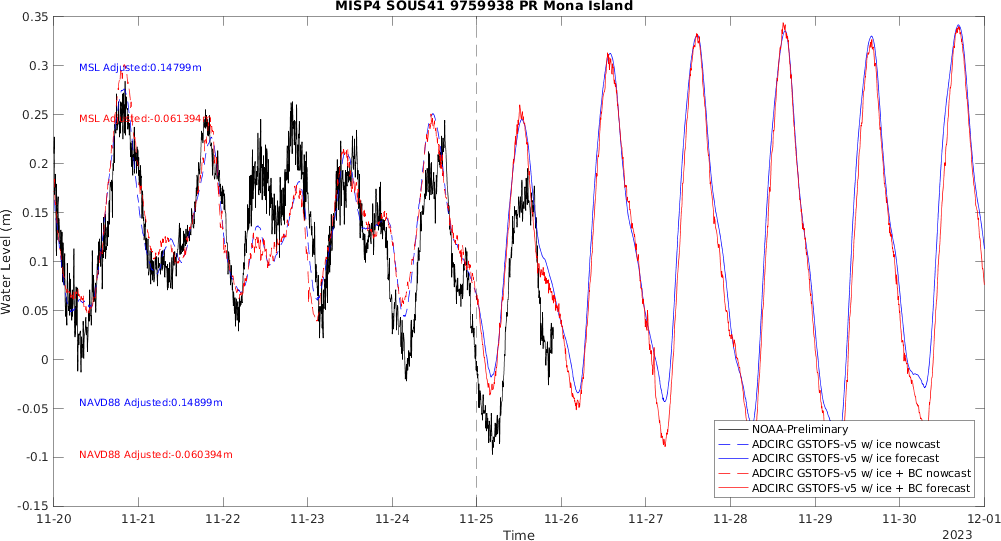 MISP4 SOUS41 9759938 PR Mona Island
0.35
0.3
0.25
0.2
0.15
0.1
0.05
0
-0.05
-0.1
-0.15
Water Level (m)
MSL Adjusted:0.14799m
MSL Adjusted:-0.061394m
NAVD88 Adjusted:0.14899m
NAVD88 Adjusted:-0.060394m
NOAA-Preliminary
ADCIRC GSTOFS-v5 w/ ice nowcast
ADCIRC GSTOFS-v5 w/ ice forecast
ADCIRC GSTOFS-v5 w/ ice + BC nowcast
ADCIRC GSTOFS-v5 w/ ice + BC forecast
11-20 11-21 11-22 11-23 11-24 11-25 11-26 11-27 11-28 11-29 11-30 12-01
Time
2023